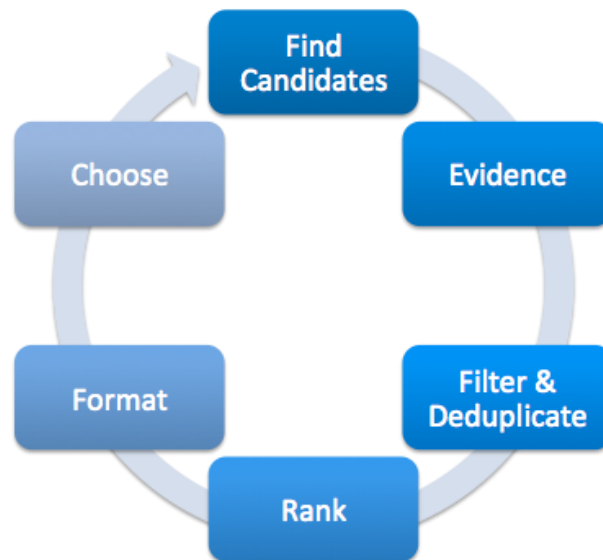 Find
Candidates
Evidence
Filter &
Deduplicate
Rank
Format
Choose